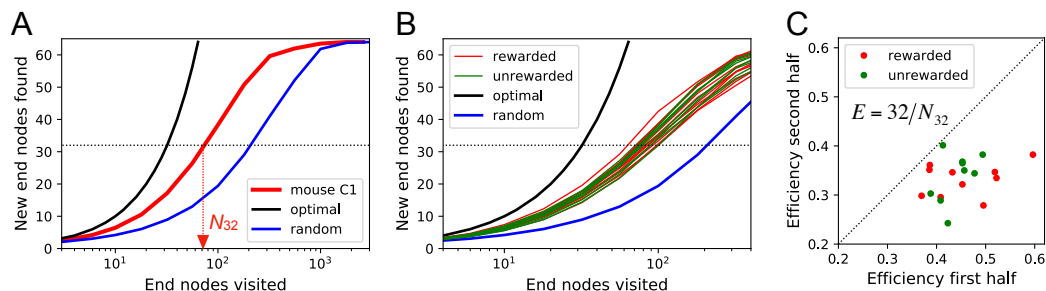 A
New end nodes found
60
50
40
30
20
10
0
10¹
10²
10³
End nodes visited
N₃₂
mouse C1
optimal
random
B
New end nodes found
60
50
40
30
20
10
0
10¹
10²
End nodes visited
rewarded
unrewarded
optimal
random
C
Efficiency second half
0.6
0.5
0.4
0.3
0.2
0.2
0.3
0.4
0.5
0.6
Efficiency first half
rewarded
unrewarded
E = 32/N₃₂